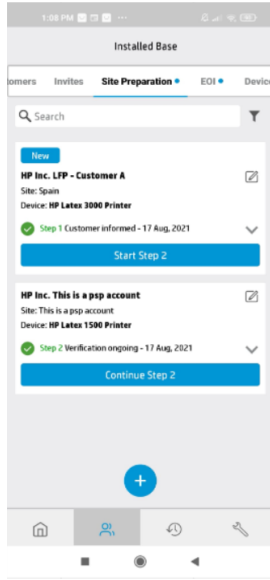 1:08 PM
Installed Base
tomers Invites Site Preparation EOI Device
Search
New
HP Inc. LFP - Customer A
Site: Spain
Device: HP Latex 3000 Printer
Step 1 Customer informed - 17 Aug, 2021
Start Step 2
HP Inc. This is a psp account
Site: This is a psp account
Device: HP Latex 1500 Printer
Step 2 Verification ongoing - 17 Aug, 2021
Continue Step 2